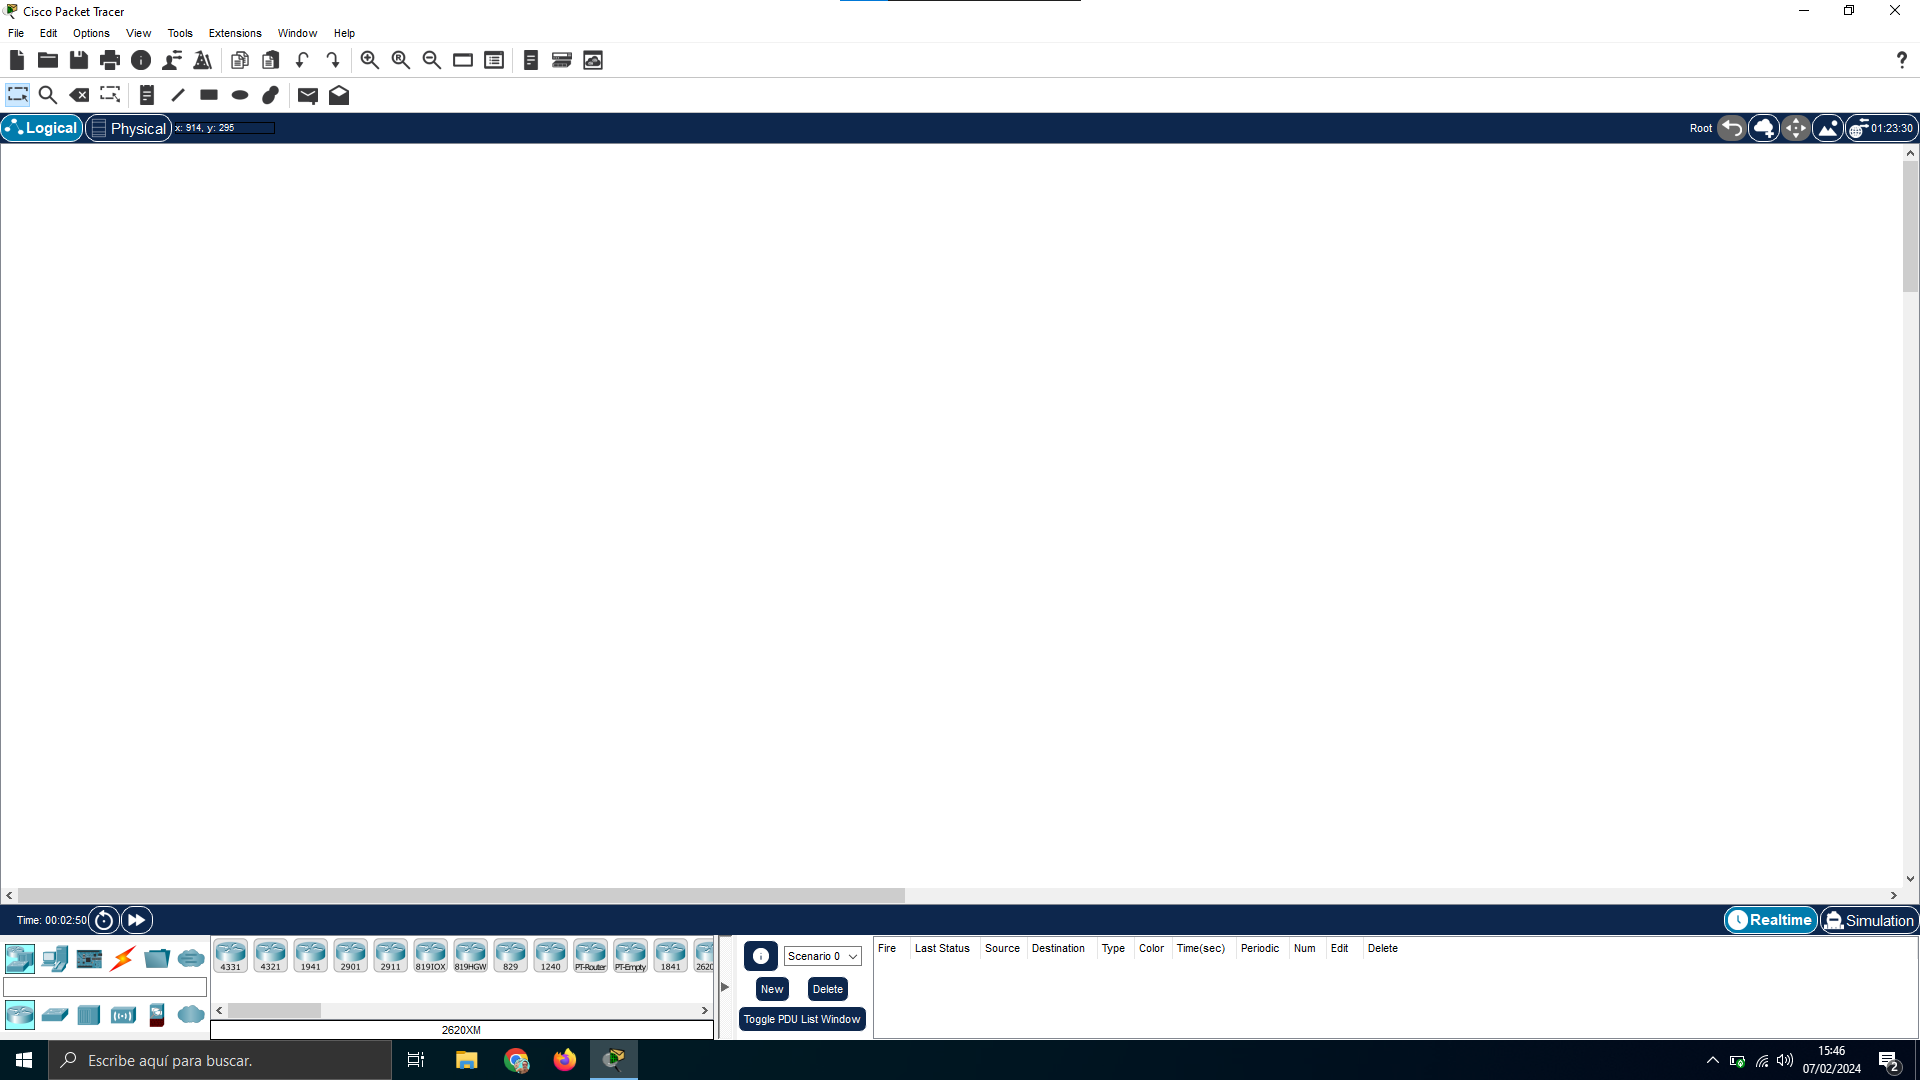 Cisco Packet Tracer
File Edit Options View Tools Extensions Window Help
?
Logical Physical x: 914, y: 295 Root 01:23:30
Time: 00:02:50 Realtime Simulation
4331 4321 1941 2901 2911 819IOX 819HGW 829 1240 PT-Router PT-Empty 1841 2620
2620XM
Scenario 0
New Delete
Toggle PDU List Window
Fire Last Status Source Destination Type Color Time(sec) Periodic Num Edit Delete
Escribe aquí para buscar.
15:46
07/02/2024
2